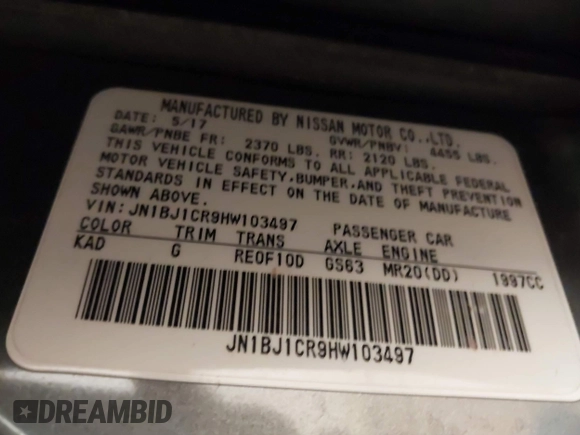 MANUFACTURED BY NISSAN MOTOR CO.,LTD.
DATE: 5/17 GVWR/PNBV: 4455 LBS.
GAWR/PNBE FR: 2370 LBS. RR: 2120 LBS.
THIS VEHICLE CONFORMS TO ALL APPLICABLE FEDERAL
MOTOR VEHICLE SAFETY,BUMPER,AND THEFT PREVENTION
STANDARDS IN EFFECT ON THE DATE OF MANUFACTURE
SHOWN ABOVE.
VIN: JN1BJ1CR9HW103497 PASSENGER CAR
COLOR TRIM TRANS AXLE ENGINE
KAD G RE0F10D GS63 MR20(DD) 1997CC
JN1BJ1CR9HW103497
DREAMBID